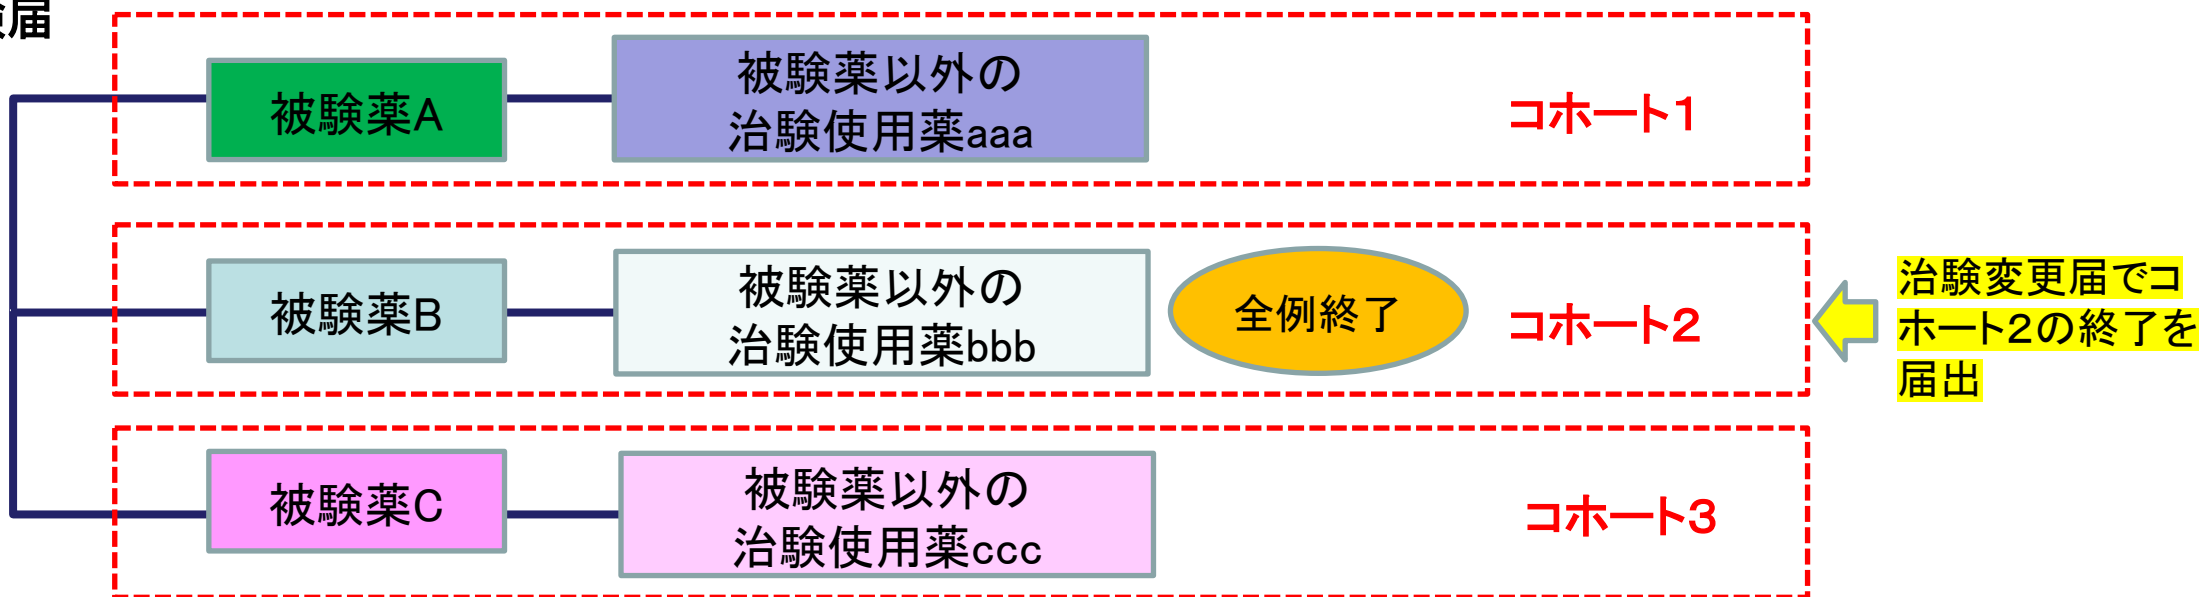 届
被験薬A
被験薬以外の
治験使用薬aaa
コホート1
被験薬B
被験薬以外の
治験使用薬bbb
全例終了
コホート2
治験変更届でコ
ホート2の終了を
届出
被験薬C
被験薬以外の
治験使用薬ccc
コホート3